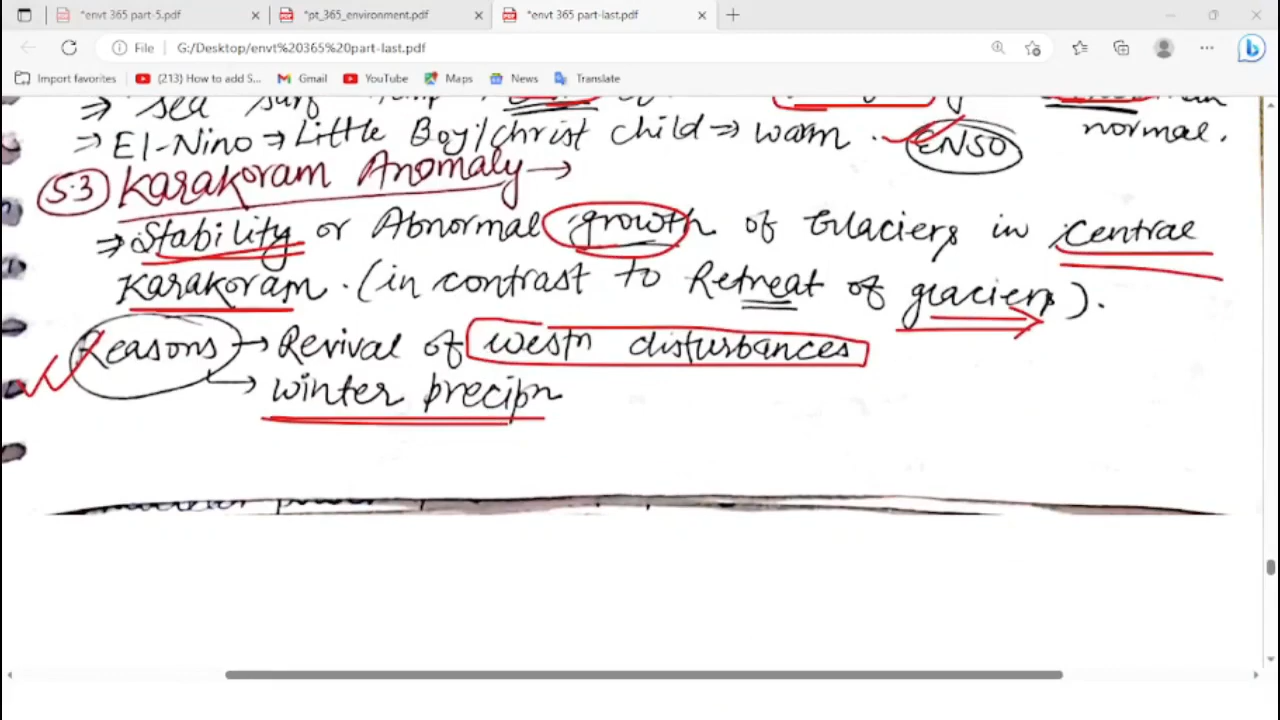 *envt 365 part-5.pdf
*pt_365_environment.pdf
*envt 365 part-last.pdf
File
G:/Desktop/envt%20365%20part-last.pdf
Import favorites
(213) How to add S...
Gmail
YouTube
Maps
News
Translate
⇒ sea surf temp
⇒ El-Nino ⇒ Little Boy/Christ child ⇒ warm . ENSO normal.
5.3 Karakoram Anomaly →
⇒ Stability or Abnormal growth of Glaciers in central
Karakoram . (in contrast to Retreat of glaciers).
Reasons → Revival of westn disturbances
→ winter precipn